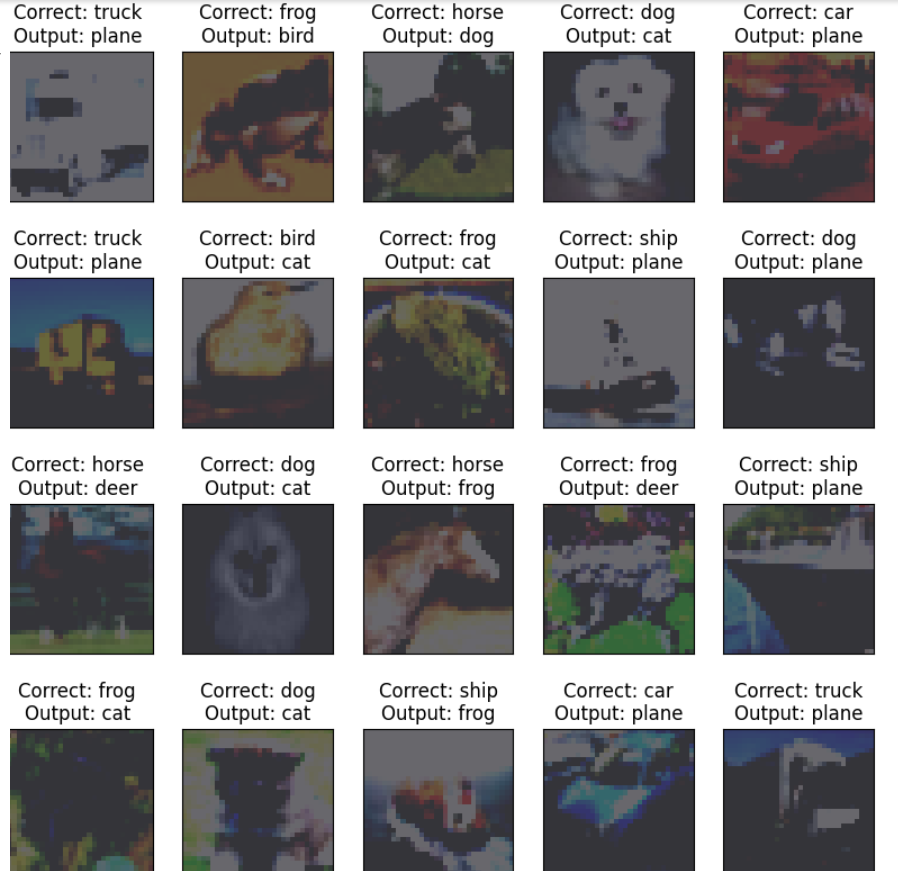 Correct: truck
Output: plane
Correct: frog
Output: bird
Correct: horse
Output: dog
Correct: dog
Output: cat
Correct: car
Output: plane
Correct: truck
Output: plane
Correct: bird
Output: cat
Correct: frog
Output: cat
Correct: ship
Output: plane
Correct: dog
Output: plane
Correct: horse
Output: deer
Correct: dog
Output: cat
Correct: horse
Output: frog
Correct: frog
Output: deer
Correct: ship
Output: plane
Correct: frog
Output: cat
Correct: dog
Output: cat
Correct: ship
Output: frog
Correct: car
Output: plane
Correct: truck
Output: plane